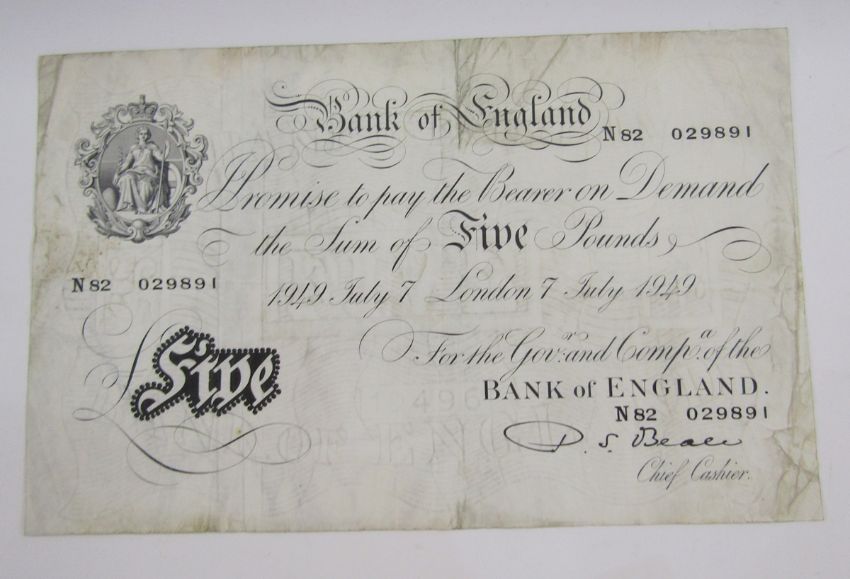 Bank of England
N82 029891
I Promise to pay the Bearer on Demand
the Sum of Five Pounds
N82 029891
1949 July 7 London 7 July 1949
For the Govr. and Compa. of the
BANK of ENGLAND.
£Five
N82 029891
P. S. Beale
Chief Cashier.